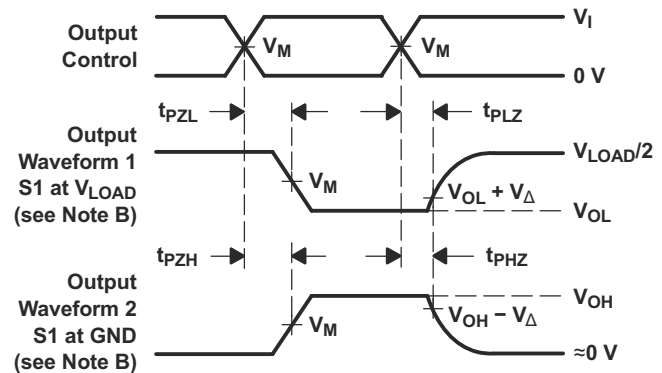 Output
Control
V_M
V_M
V_I
0 V
t_PZL
t_PLZ
Output
Waveform 1
S1 at V_LOAD
(see Note B)
V_M
V_LOAD/2
V_OL + V_Δ
V_OL
t_PZH
t_PHZ
Output
Waveform 2
S1 at GND
(see Note B)
V_M
V_OH
V_OH − V_Δ
≈0 V